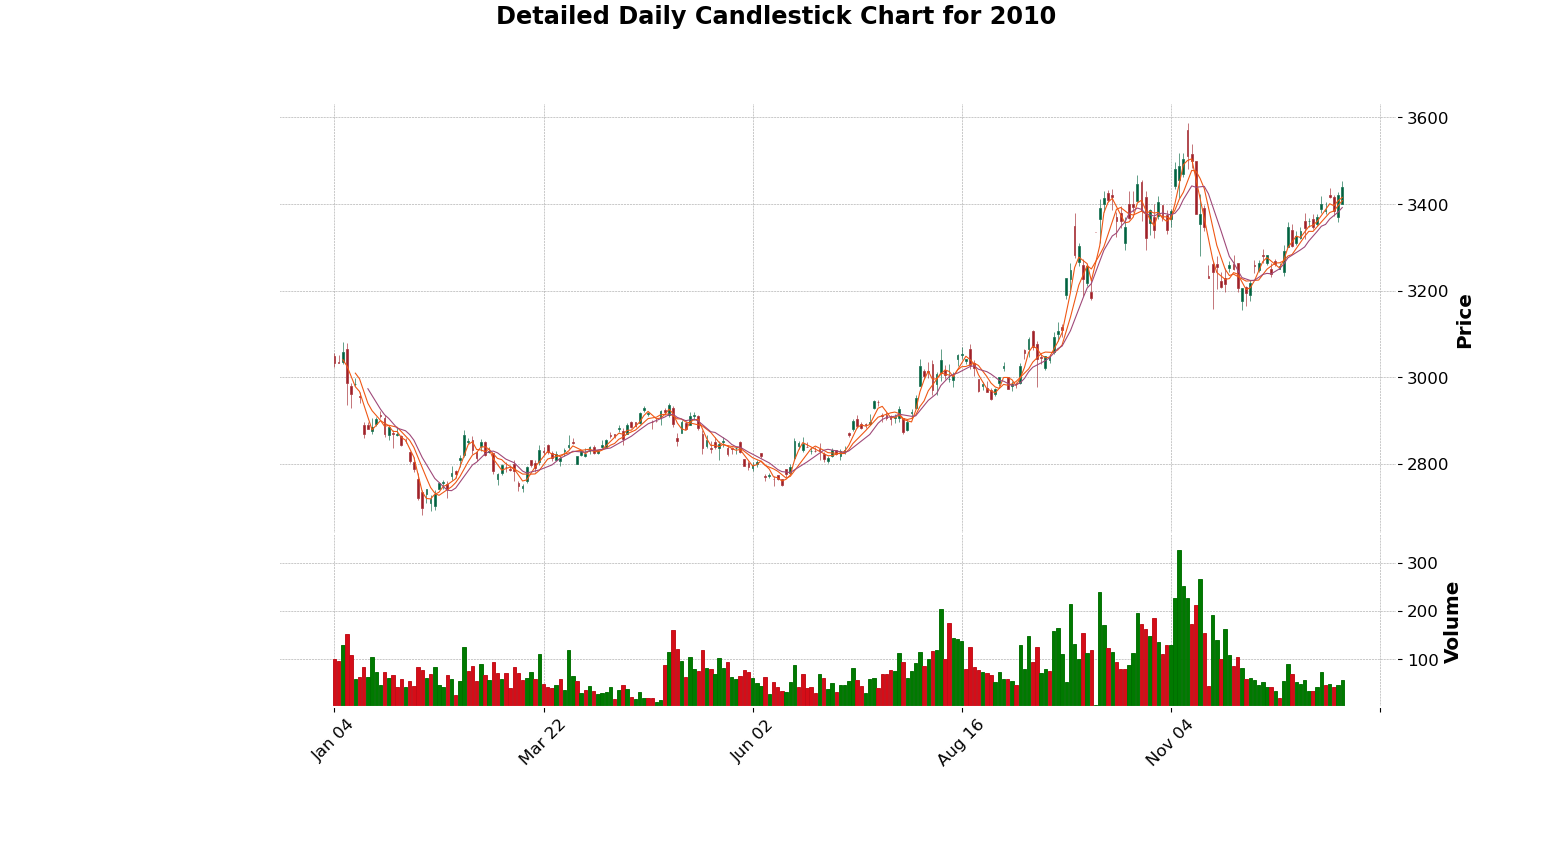 Detailed Daily Candlestick Chart for 2010
3600
3400
3200
3000
2800
Price
300
200
100
Volume
Jan 04
Mar 22
Jun 02
Aug 16
Nov 04